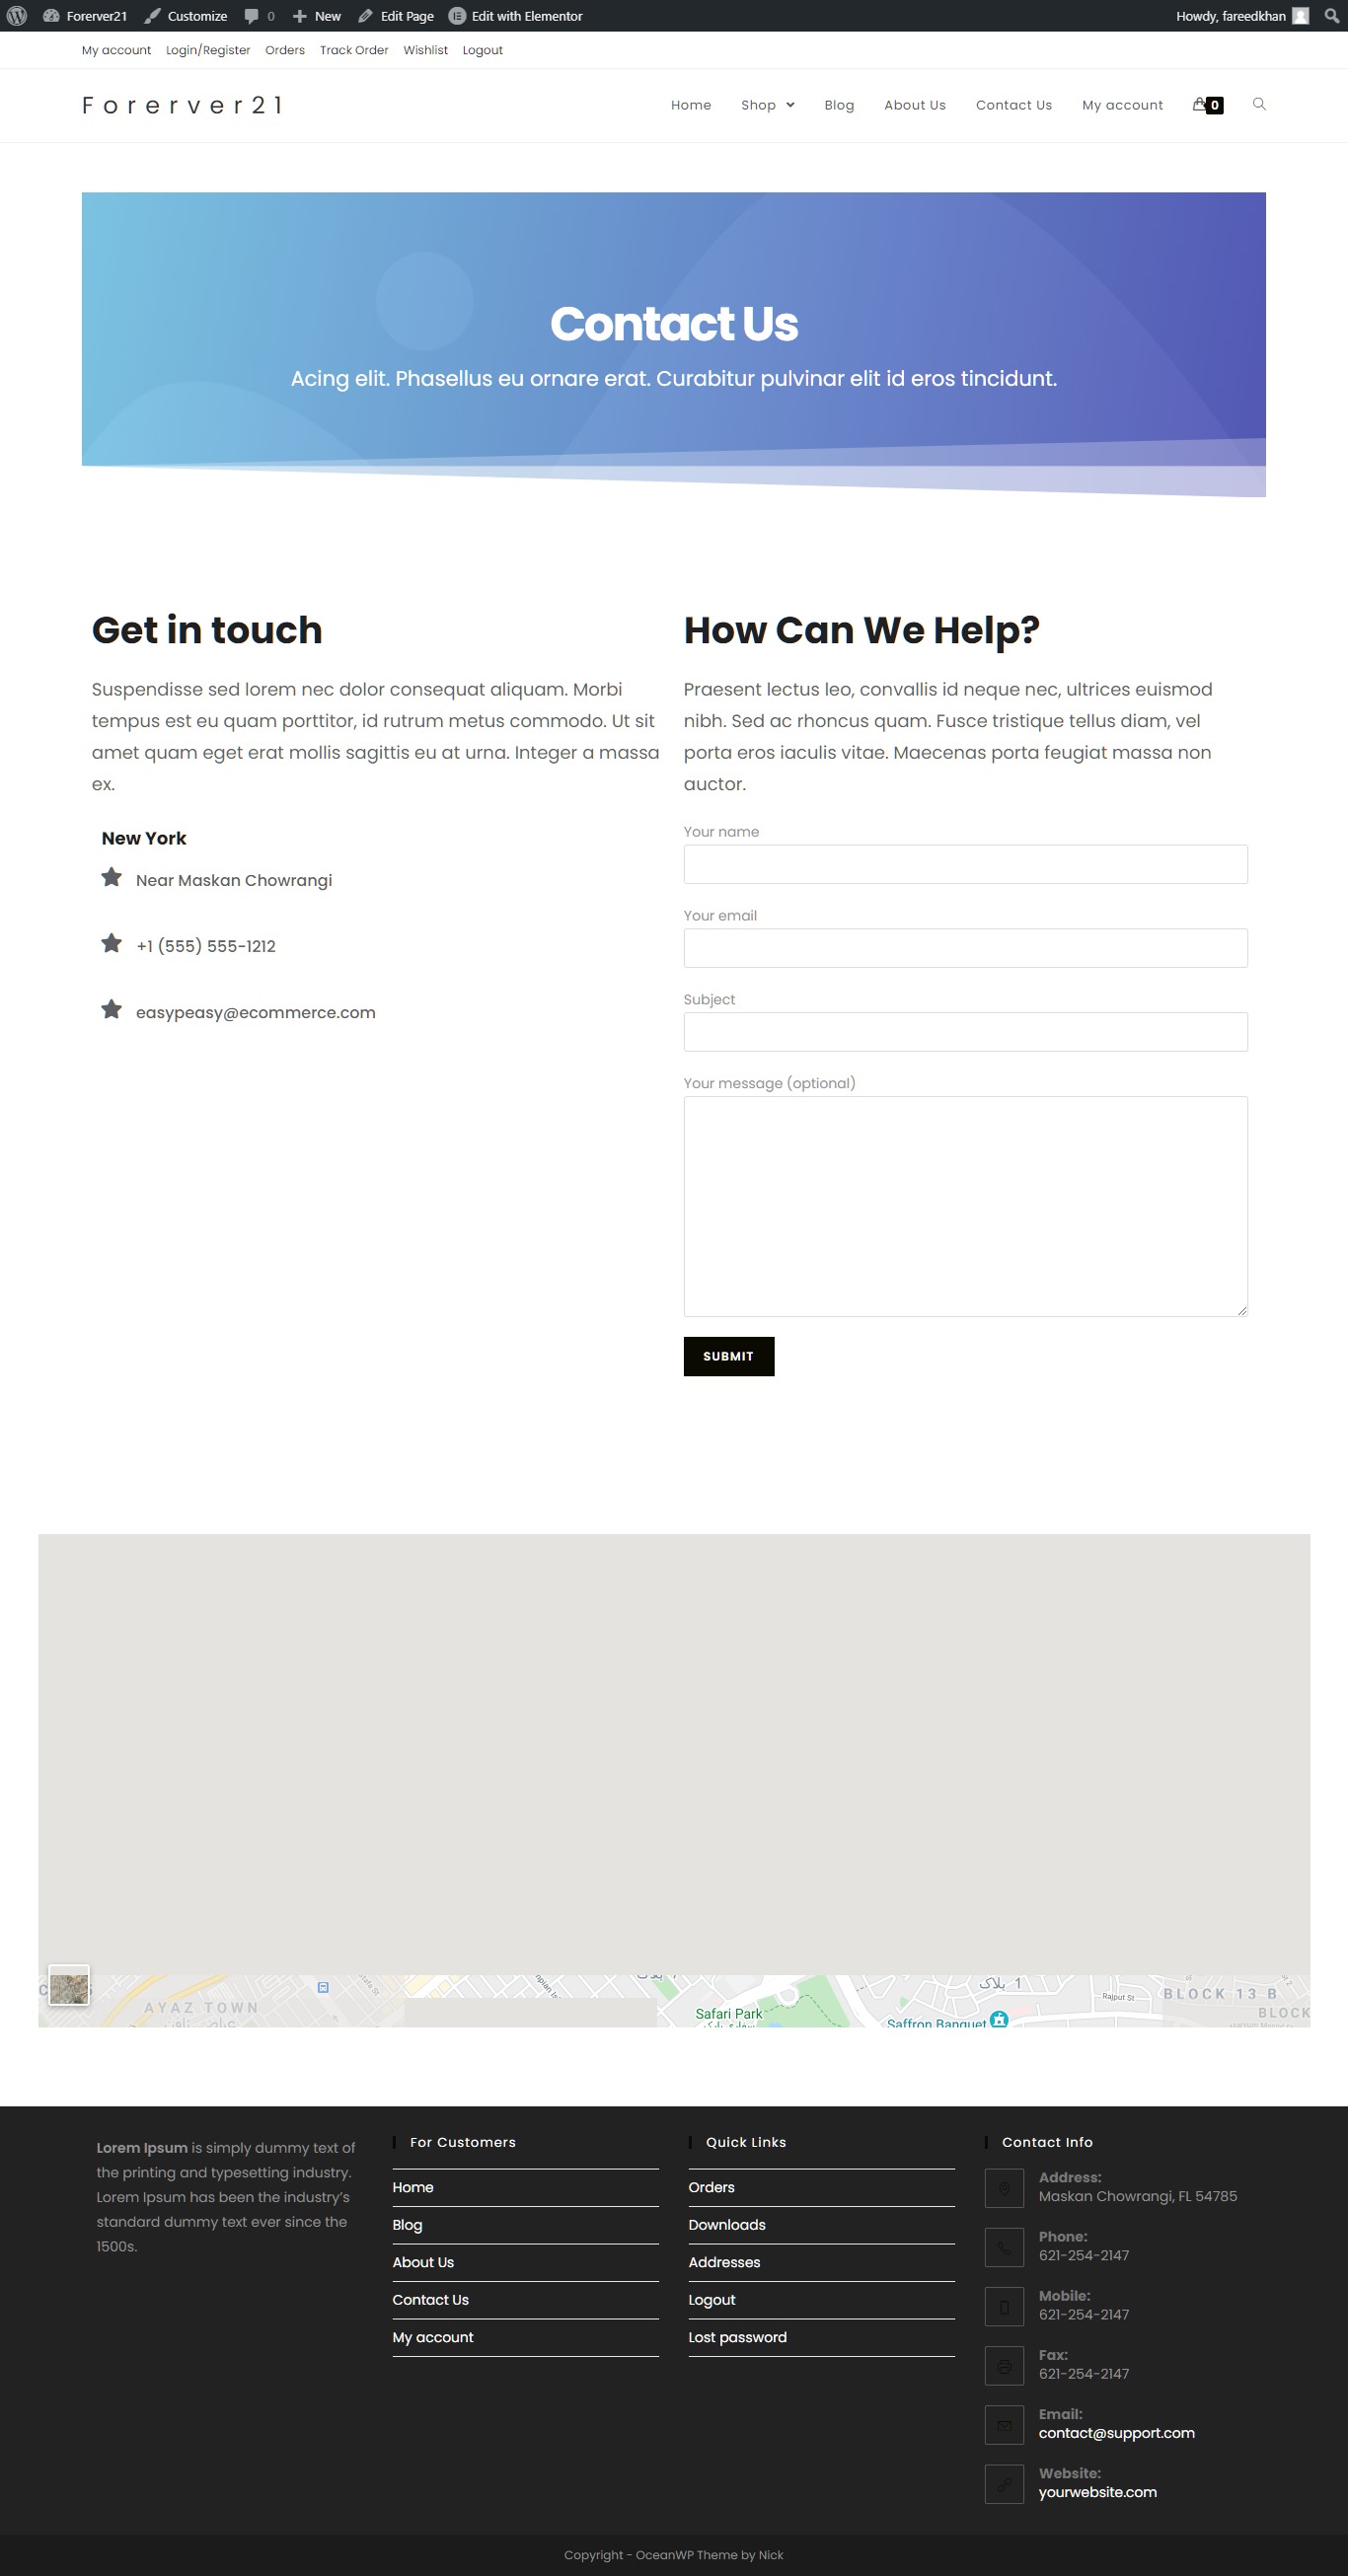 Forerver21 Customize 0 New Edit Page Edit with Elementor Howdy, fareedkhan
My account Login/Register Orders Track Order Wishlist Logout
Forerver21 Home Shop Blog About Us Contact Us My account 0
Contact Us
Acing elit. Phasellus eu ornare erat. Curabitur pulvinar elit id eros tincidunt.
Get in touch
Suspendisse sed lorem nec dolor consequat aliquam. Morbi
tempus est eu quam porttitor, id rutrum metus commodo. Ut sit
amet quam eget erat mollis sagittis eu at urna. Integer a massa
ex.
New York
Near Maskan Chowrangi
+1 (555) 555-1212
easypeasy@ecommerce.com
How Can We Help?
Praesent lectus leo, convallis id neque nec, ultrices euismod
nibh. Sed ac rhoncus quam. Fusce tristique tellus diam, vel
porta eros iaculis vitae. Maecenas porta feugiat massa non
auctor.
Your name
Your email
Subject
Your message (optional)
SUBMIT
AYAZ TOWN
Safari Park
Saffron Banquet
بلاک 1
Rajput St
BLOCK 13 B
BLOCK
Lorem Ipsum is simply dummy text of
the printing and typesetting industry.
Lorem Ipsum has been the industry’s
standard dummy text ever since the
1500s.
For Customers
Home
Blog
About Us
Contact Us
My account
Quick Links
Orders
Downloads
Addresses
Logout
Lost password
Contact Info
Address:
Maskan Chowrangi, FL 54785
Phone:
621-254-2147
Mobile:
621-254-2147
Fax:
621-254-2147
Email:
contact@support.com
Website:
yourwebsite.com
Copyright - OceanWP Theme by Nick